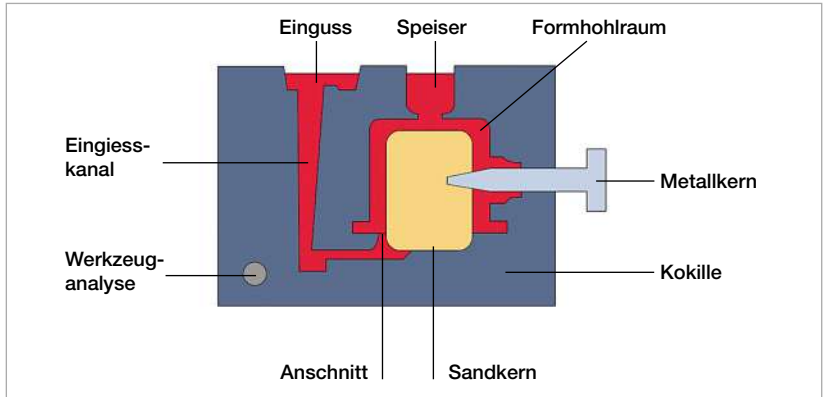 Einguss
Speiser
Formhohlraum
Eingiess-
kanal
Metallkern
Werkzeug-
analyse
Kokille
Anschnitt
Sandkern